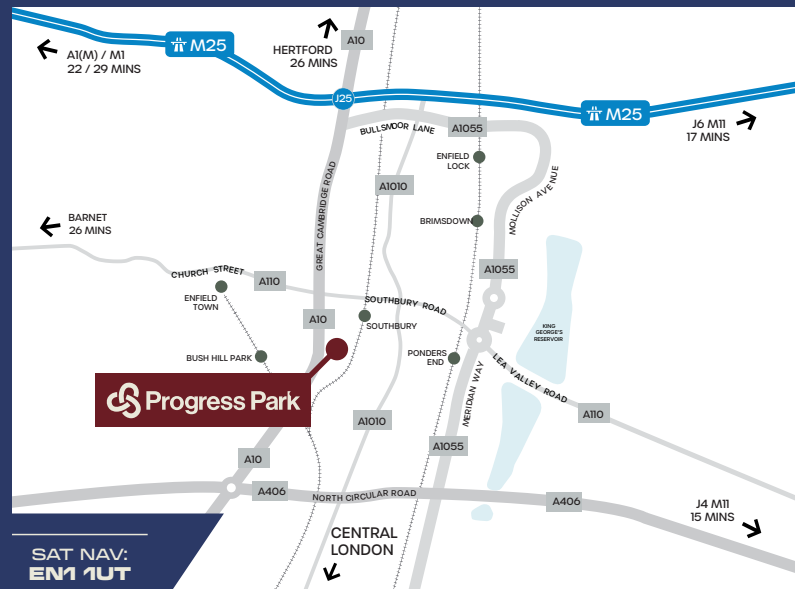 A10
HERTFORD
26 MINS
M25
A1(M) / M1
22 / 29 MINS
J25
M25
J6 M11
17 MINS
BULLSMOOR LANE
A1055
ENFIELD
LOCK
A1010
GREAT CAMBRIDGE ROAD
MOLLISON AVENUE
BARNET
26 MINS
BRIMSDOWN
CHURCH STREET
A110
A1055
ENFIELD
TOWN
SOUTHBURY ROAD
A10
SOUTHBURY
KING
GEORGE'S
RESERVOIR
BUSH HILL PARK
PONDERS
END
LEA VALLEY ROAD
MERIDIAN WAY
Progress Park
A110
A1010
A1055
A10
A406
NORTH CIRCULAR ROAD
A406
J4 M11
15 MINS
CENTRAL
LONDON
SAT NAV:
EN1 1UT